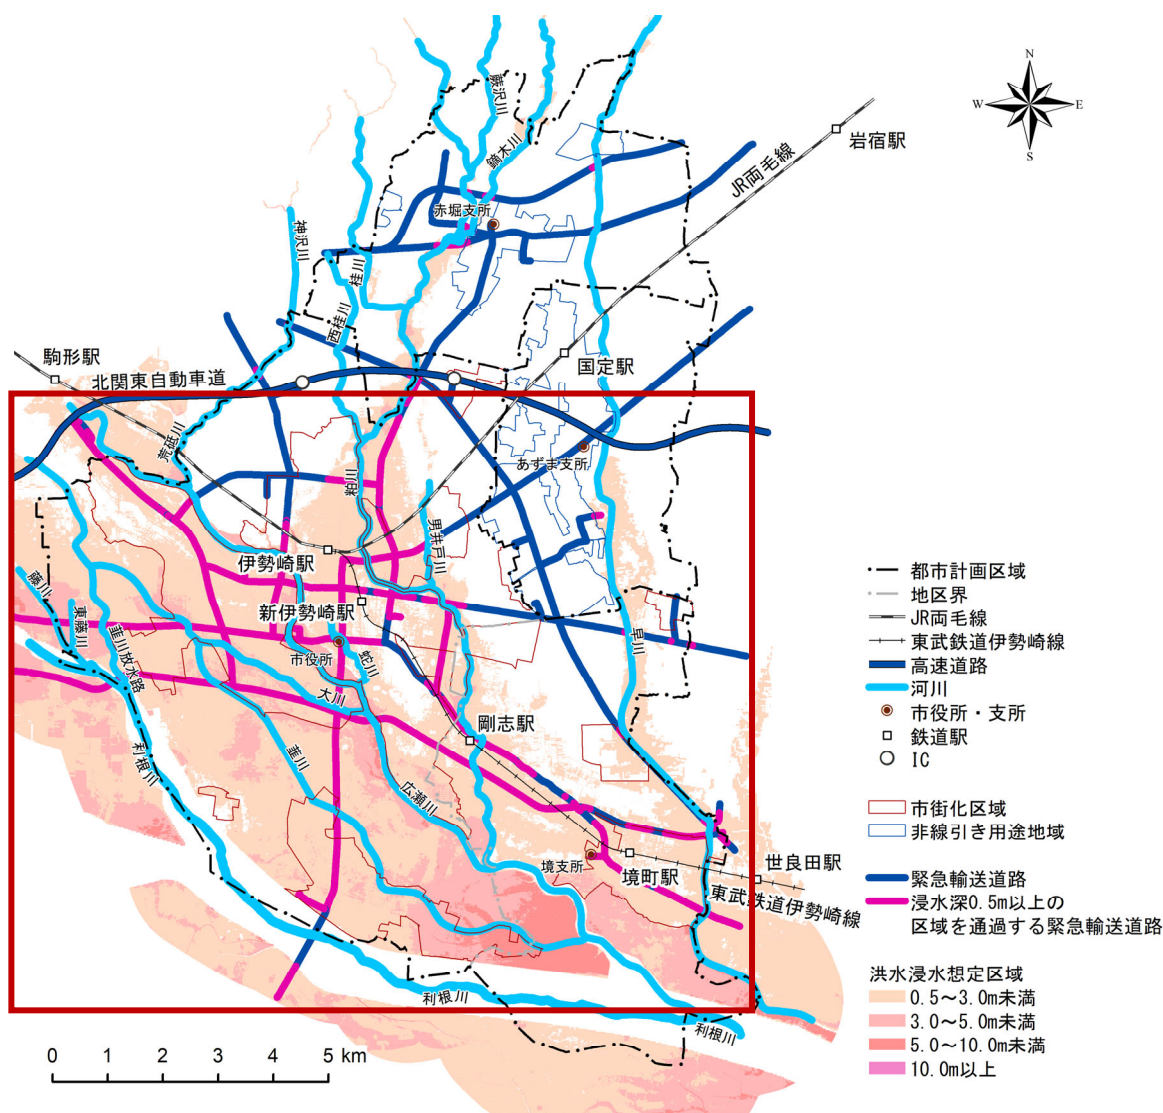 N
W
E
S
蕨沢川
鏑木川
岩宿駅
JR両毛線
赤堀支所
神沢川
桂川
西桂川
駒形駅
北関東自動車道
国定駅
荒砥川
あずま支所
粕川
男井戸川
伊勢崎駅
藤川
東藤川
新伊勢崎駅
早川
韮川放水路
市役所
蛇川
大川
剛志駅
利根川
韮川
広瀬川
境支所
境町駅
世良田駅
東武鉄道伊勢崎線
利根川
利根川
0 1 2 3 4 5 km
都市計画区域
地区界
JR両毛線
東武鉄道伊勢崎線
高速道路
河川
市役所・支所
鉄道駅
IC
市街化区域
非線引き用途地域
緊急輸送道路
浸水深0.5m以上の
区域を通過する緊急輸送道路
洪水浸水想定区域
0.5～3.0m未満
3.0～5.0m未満
5.0～10.0m未満
10.0m以上